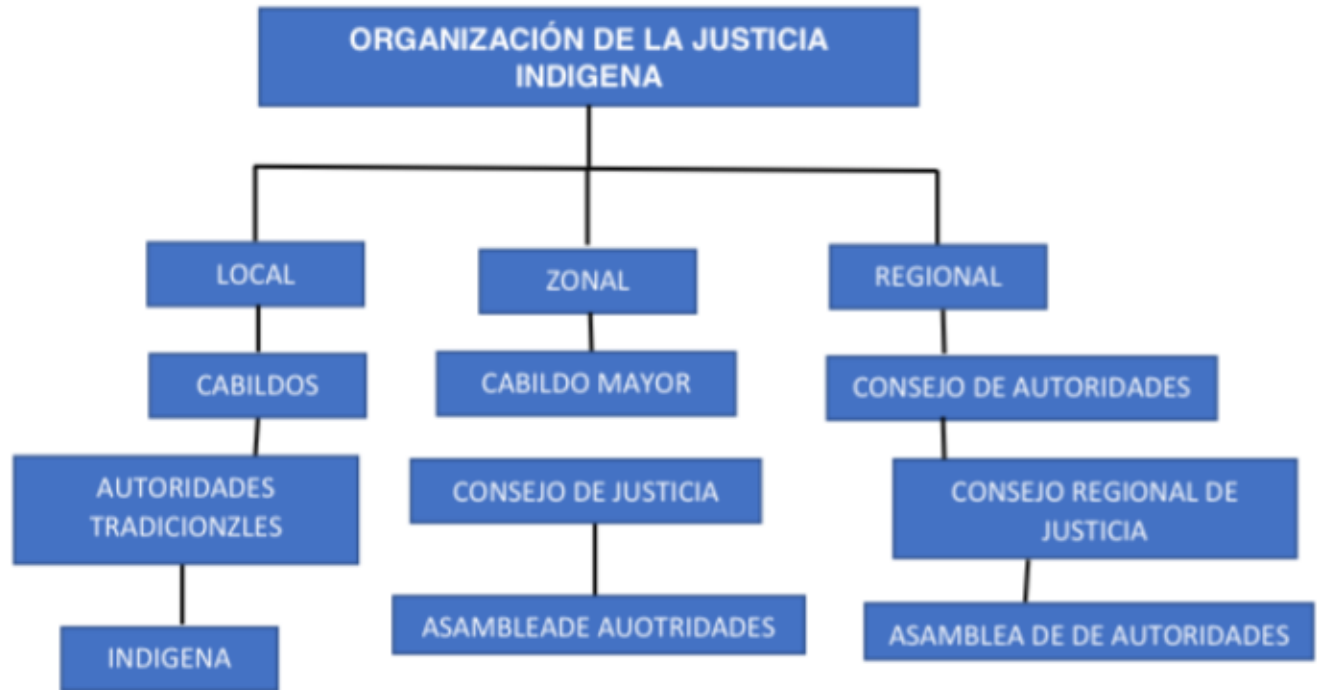 ORGANIZACIÓN DE LA JUSTICIA
INDIGENA
LOCAL
ZONAL
REGIONAL
CABILDOS
CABILDO MAYOR
CONSEJO DE AUTORIDADES
AUTORIDADES
TRADICIONZLES
CONSEJO DE JUSTICIA
CONSEJO REGIONAL DE
JUSTICIA
INDIGENA
ASAMBLEADE AUOTRIDADES
ASAMBLEA DE DE AUTORIDADES